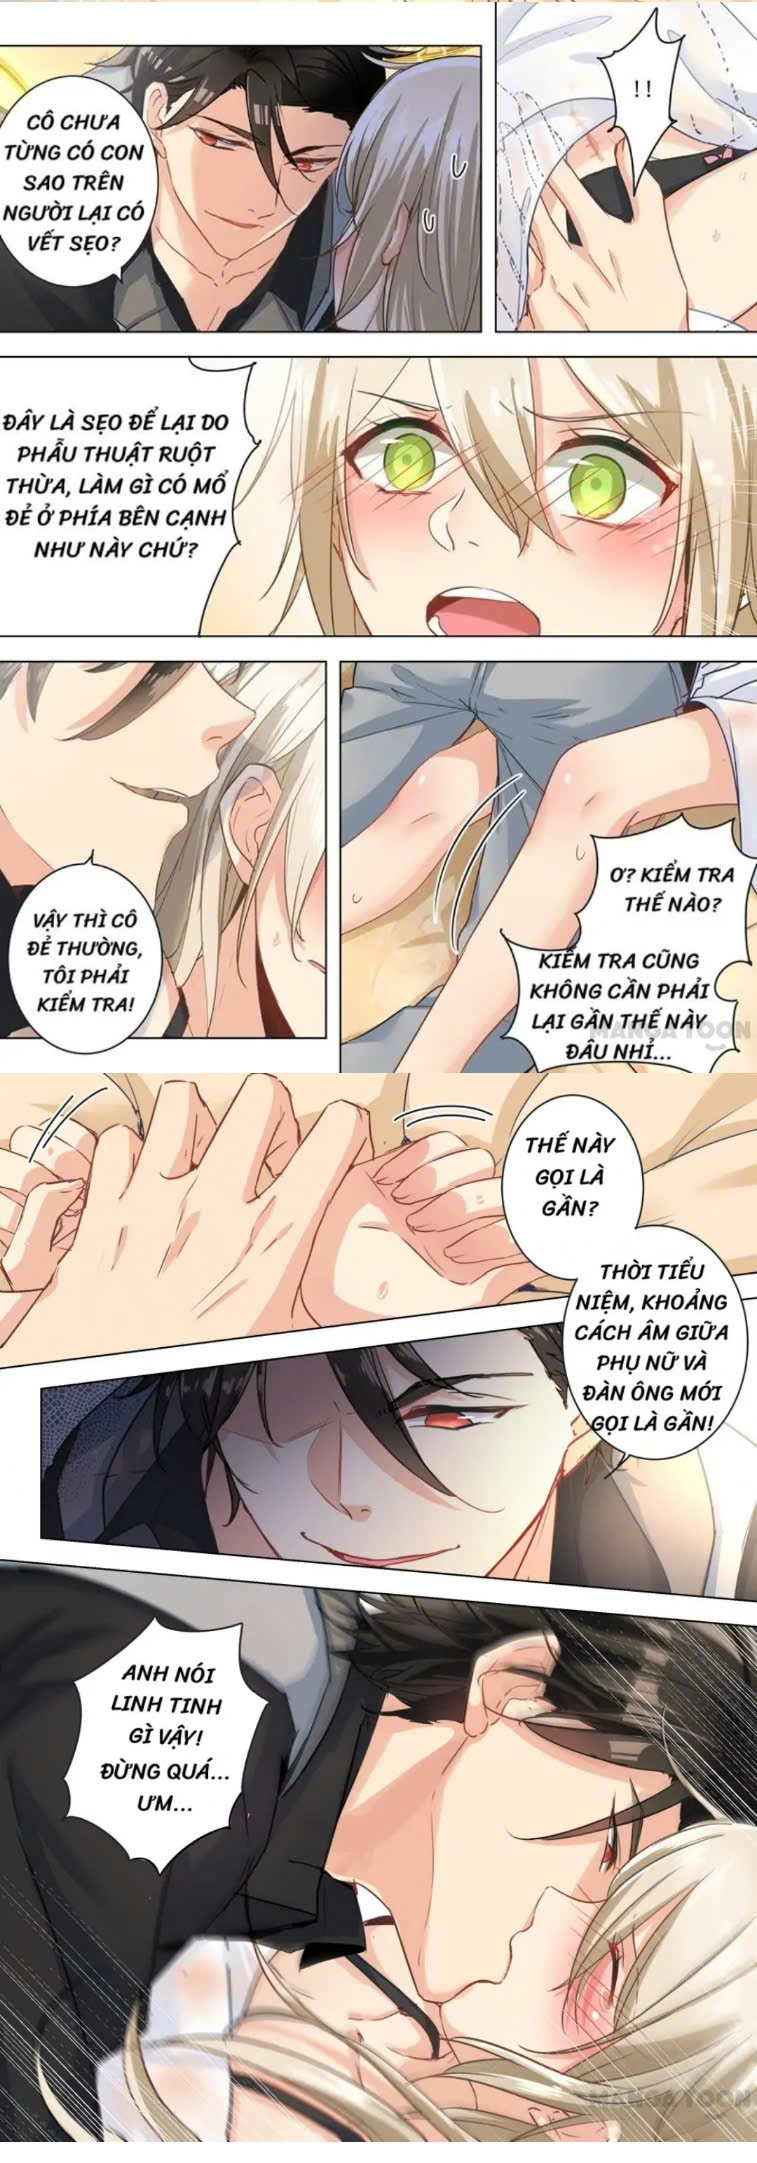 CÔ CHƯA
TỪNG CÓ CON
SAO TRÊN
NGƯỜI LẠI CÓ
VẾT SẸO?
!!
ĐÂY LÀ SẸO ĐỂ LẠI DO
PHẪU THUẬT RUỘT
THỪA, LÀM GÌ CÓ MỔ
ĐẺ Ở PHÍA BÊN CẠNH
NHƯ NÀY CHỨ?
VẬY THÌ CÔ
ĐẺ THƯỜNG,
TÔI PHẢI
KIỂM TRA!
Ơ? KIỂM TRA
THẾ NÀO?
KIỂM TRA CŨNG
KHÔNG CẦN PHẢI
LẠI GẦN THẾ NÀY
ĐÂU NHỈ...
MANGATOON
THẾ NÀY
GỌI LÀ
GẦN?
THỜI TIỂU
NIỆM, KHOẢNG
CÁCH ÂM GIỮA
PHỤ NỮ VÀ
ĐÀN ÔNG MỚI
GỌI LÀ GẦN!
ANH NÓI
LINH TINH
GÌ VẬY!
ĐỪNG QUÁ...
ƯM...
MANGATOON